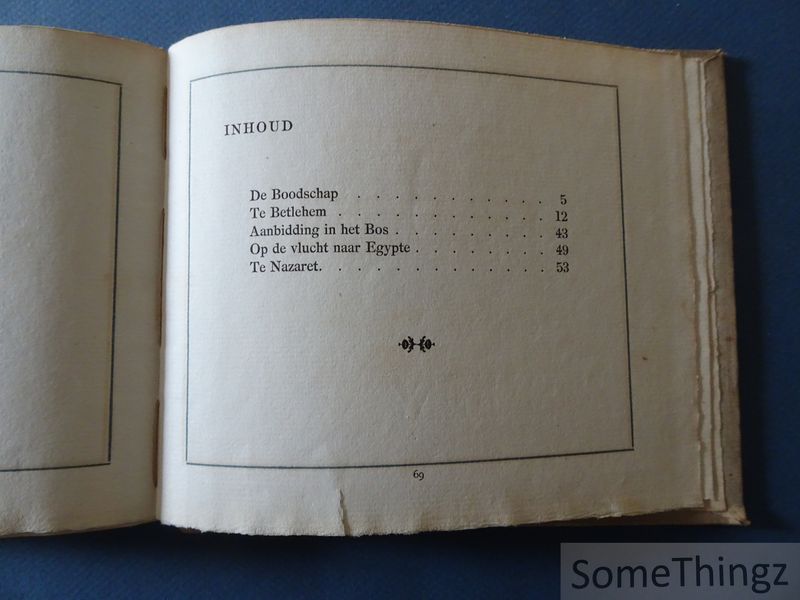 INHOUD
De Boodschap . . . . . . . . . . . 5
Te Betlehem . . . . . . . . . . . . 12
Aanbidding in het Bos . . . . . . . . . 43
Op de vlucht naar Egypte . . . . . . . . 49
Te Nazaret. . . . . . . . . . . . . 53
69
SomeThingz